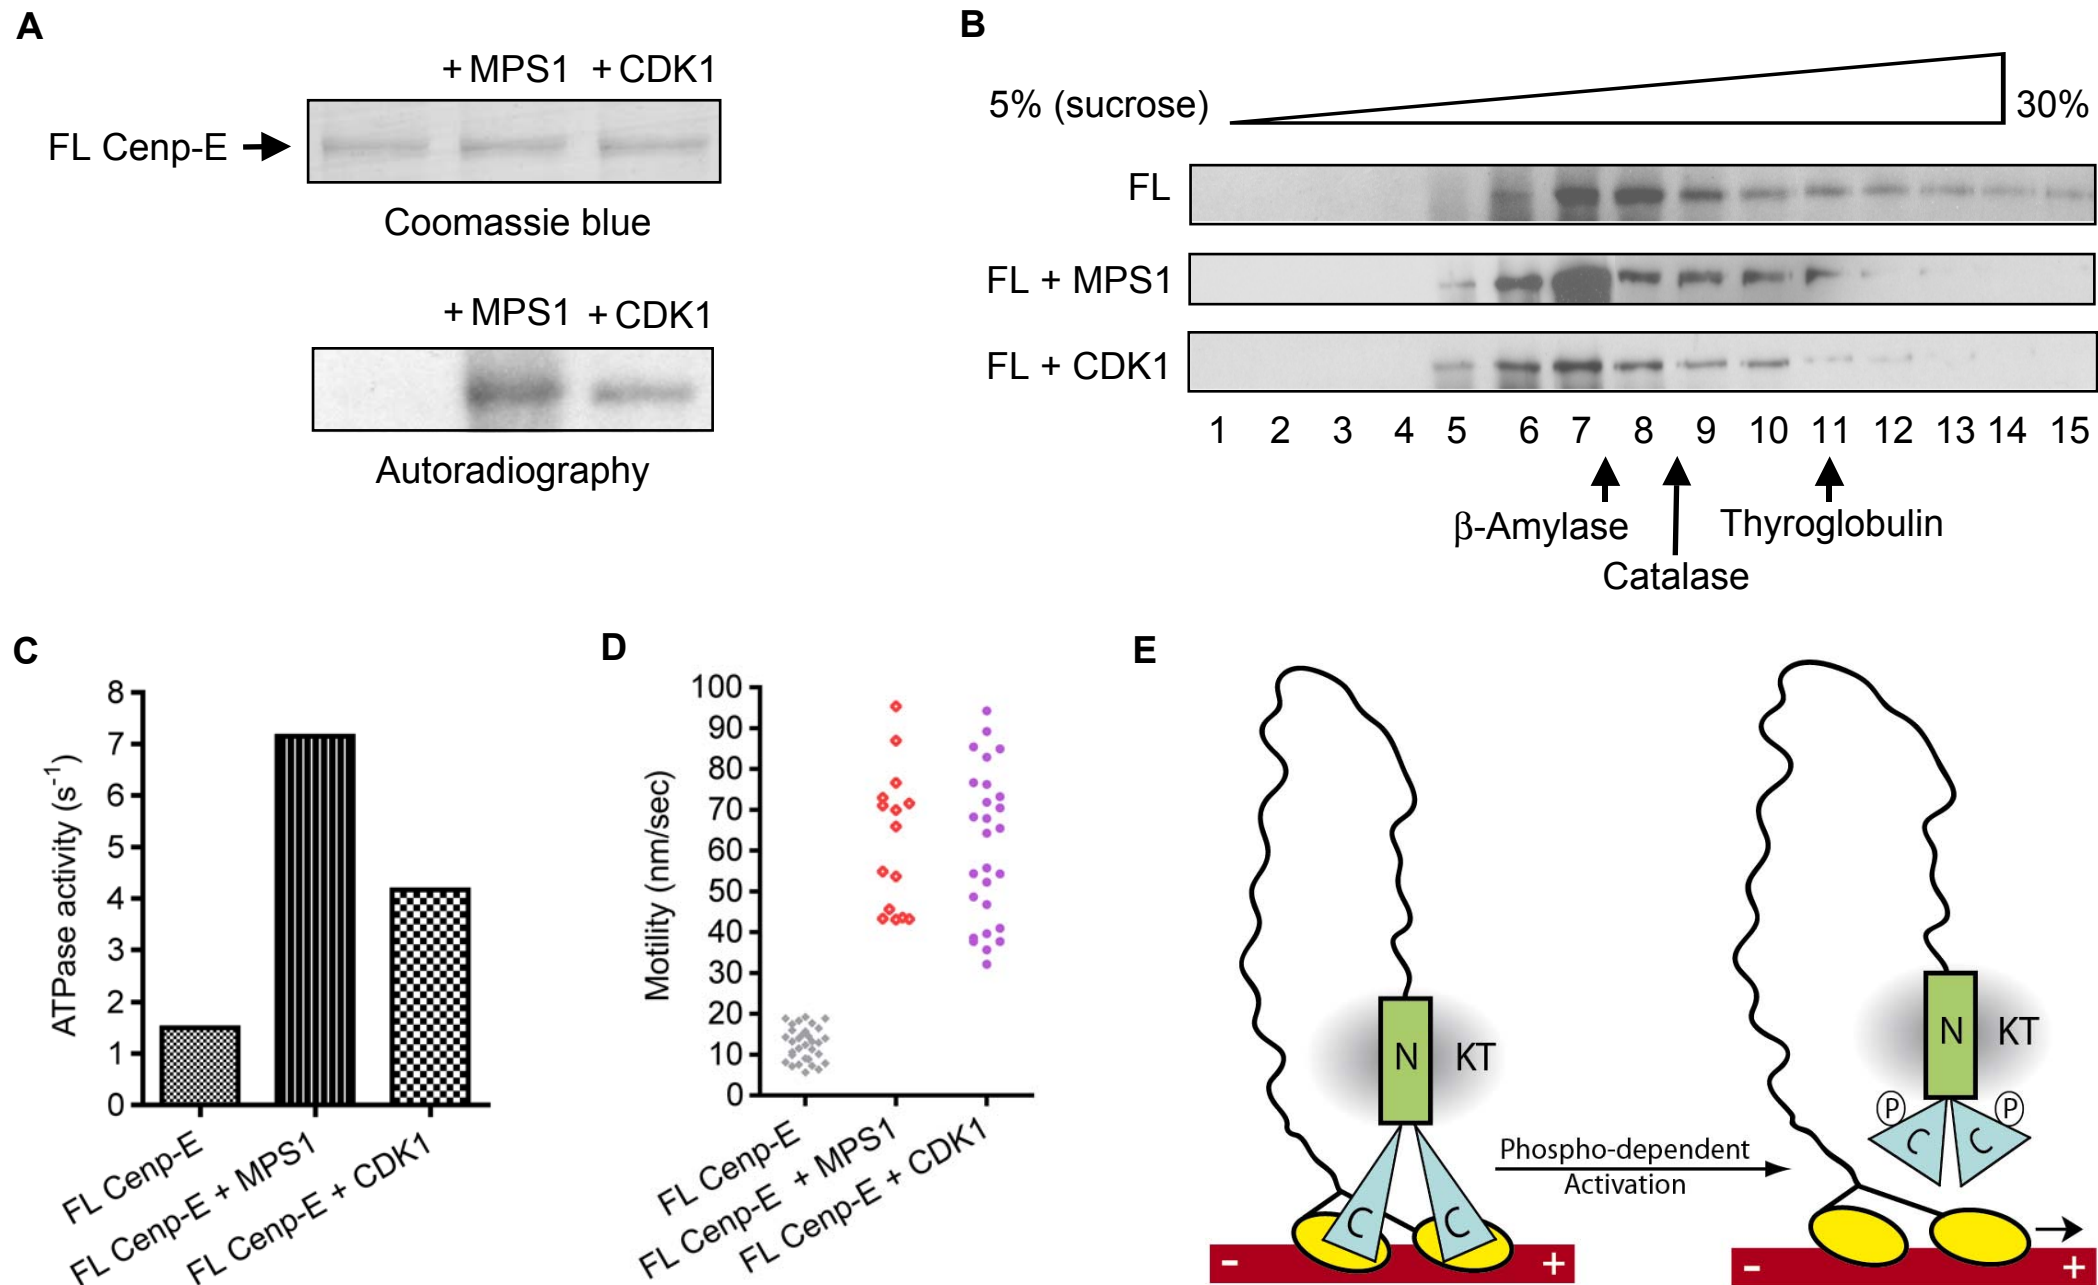 A
+ MPS1 + CDK1
FL Cenp-E
Coomassie blue
+ MPS1 + CDK1
Autoradiography
B
5% (sucrose)
30%
FL
FL + MPS1
FL + CDK1
1 2 3 4 5 6 7 8 9 10 11 12 13 14 15
β-Amylase
Catalase
Thyroglobulin
C
ATPase activity (s⁻¹)
8
7
6
5
4
3
2
1
0
FL Cenp-E
FL Cenp-E + MPS1
FL Cenp-E + CDK1
D
Motility (nm/sec)
100
90
80
70
60
50
40
30
20
10
0
FL Cenp-E
FL Cenp-E + MPS1
FL Cenp-E + CDK1
E
N KT
C C
- +
Phospho-dependent
Activation
N KT
P P
C C
- +